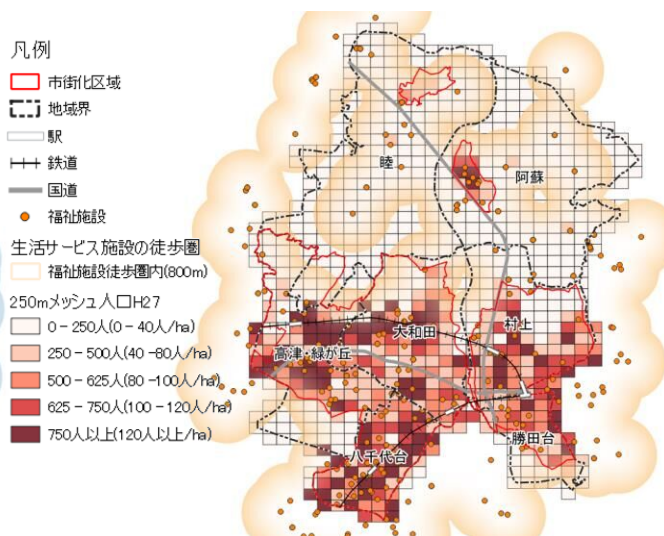 凡例
市街化区域
地域界
駅
鉄道
国道
福祉施設
生活サービス施設の徒歩圏
福祉施設徒歩圏内(800m)
250mメッシュ人口H27
0-250人(0-40人/ha)
250-500人(40-80人/ha)
500-625人(80-100人/ha)
625-750人(100-120人/ha)
750人以上(120人以上/ha)
睦
阿蘇
大和田
村上
高津・緑が丘
勝田台
八千代台